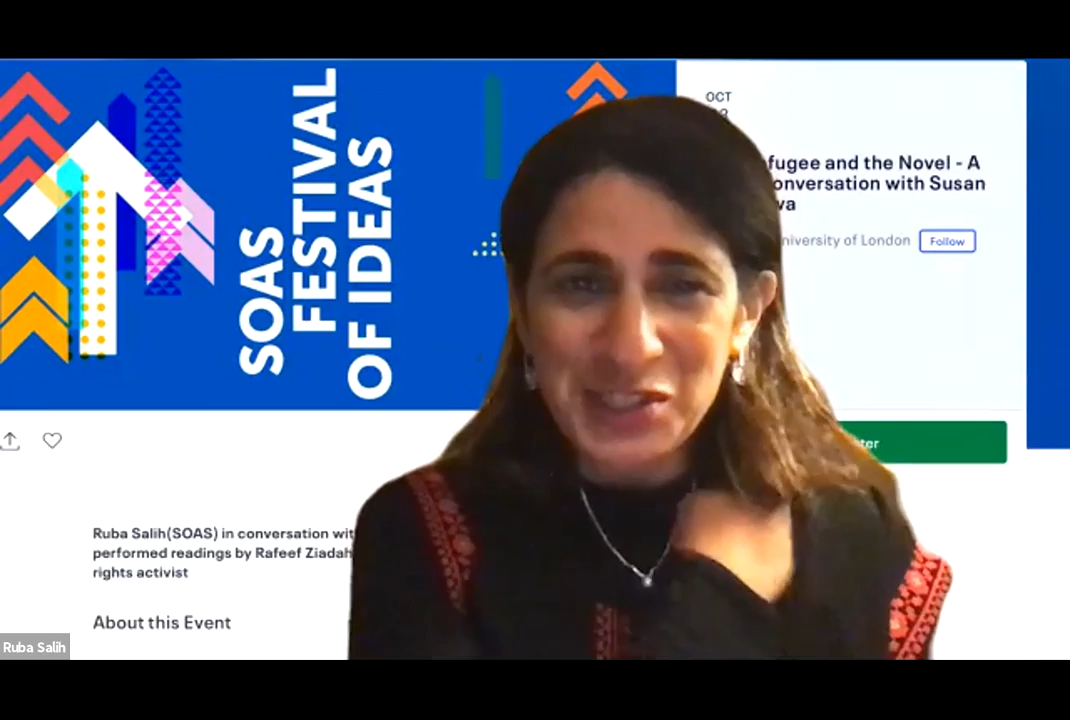 SOAS
FESTIVAL
OF IDEAS
OCT
fugee and the Novel - A
onversation with Susan
wa
niversity of London
Follow
ter
Ruba Salih(SOAS) in conversation wit
performed readings by Rafeef Ziadah
rights activist
About this Event
Ruba Salih